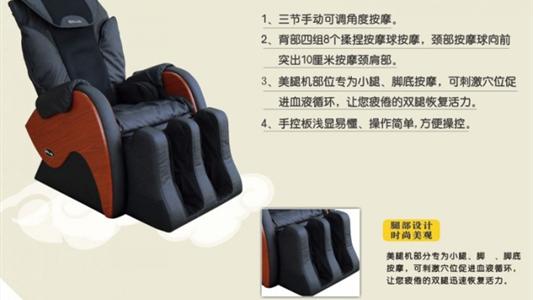 1、三节手动可调角度按摩。
2、背部四组8个揉捏按摩球按摩，颈部按摩球向前
突出10厘米按摩颈肩部。
3、美腿机部位专为小腿、脚底按摩，可刺激穴位促
进血液循环，让您疲倦的双腿恢复活力。
4、手控板浅显易懂、操作简单,方便操控。
腿部设计
时尚美观
美腿机部分专为小腿、脚 、脚底
按摩，可刺激穴位促进血液循环，
让您疲倦的双腿迅速恢复活力。